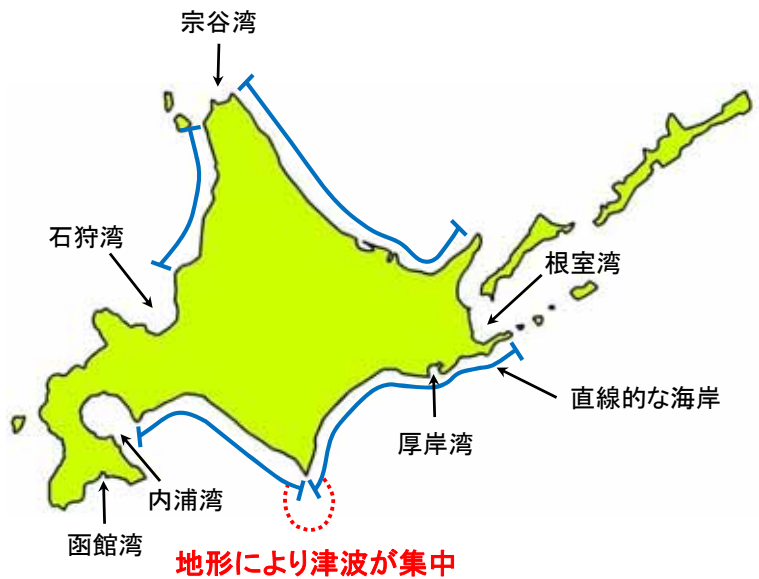 宗谷湾
石狩湾
根室湾
直線的な海岸
厚岸湾
内浦湾
函館湾
地形により津波が集中